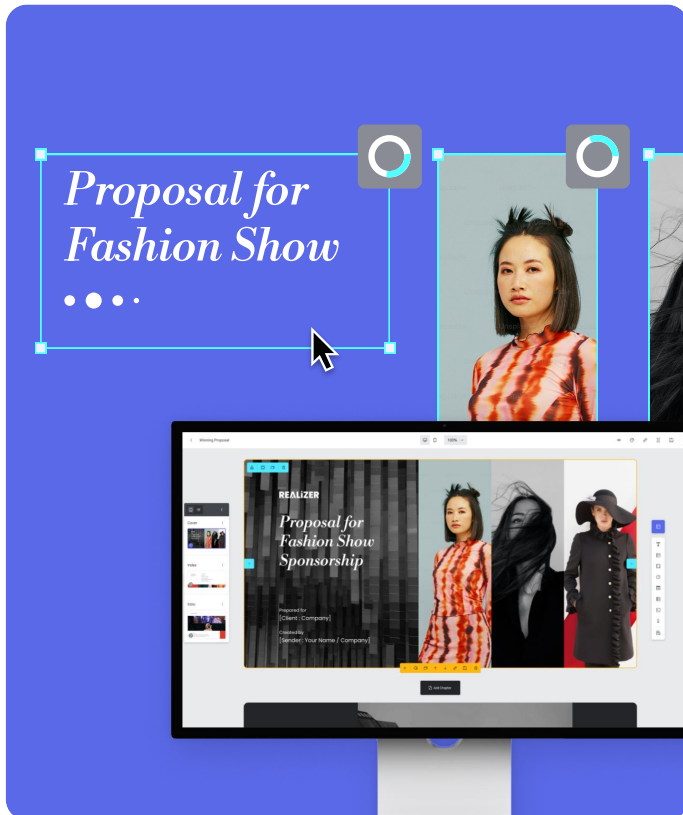 Proposal for
Fashion Show
Winning Proposal
100%
Cover
Index
REALIZER
Proposal for
Fashion Show
Sponsorship
Prepared for
[Client : Company]
Created By
[Sender : Your Name / Company]
Add Chapter